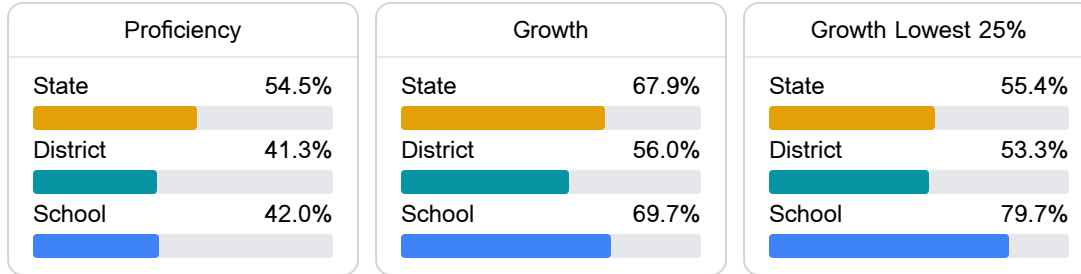 Proficiency
State 54.5%
District 41.3%
School 42.0%
Growth
State 67.9%
District 56.0%
School 69.7%
Growth Lowest 25%
State 55.4%
District 53.3%
School 79.7%